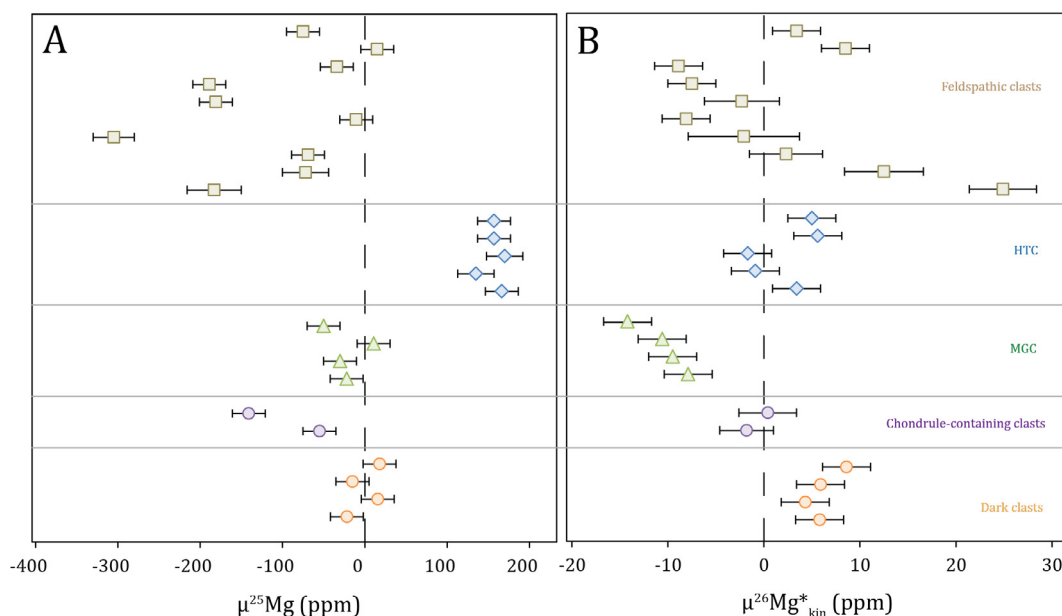 A
B
Feldspathic clasts
HTC
MGC
Chondrule-containing clasts
Dark clasts
-400 -300 -200 -100 0 100 200
-20 -10 0 10 20 30
μ²⁵Mg (ppm)
μ²⁶Mg*kin (ppm)